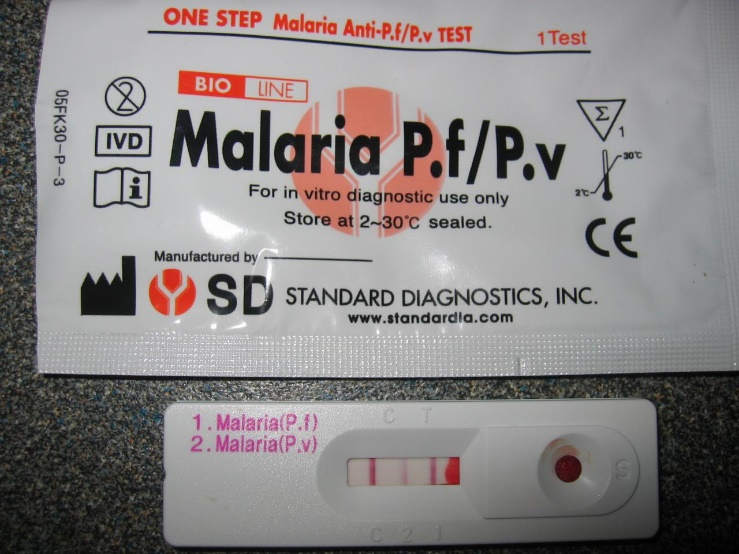 ONE STEP Malaria Anti-P.f/P.v TEST 1Test
BIO LINE
Malaria P.f/P.v
For in vitro diagnostic use only
Store at 2~30°C sealed.
05FK30-P-3
2
IVD
i
Σ
1
30°C
2°C
CE
Manufactured by
SD STANDARD DIAGNOSTICS, INC.
www.standardia.com
1. Malaria(P.f)
2. Malaria(P.v)
C T
S
C 2 1